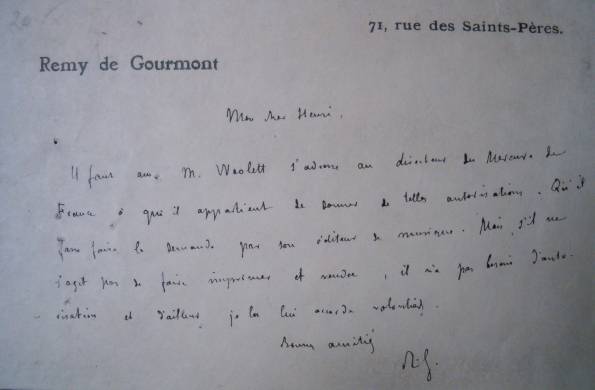 71, rue des Saints-Pères.
Remy de Gourmont
Mon cher Henri,
Il faut que M. Woolett s'adresse au directeur du Mercure de
France à qui il appartient de donner de telles autorisations. Qu'il
fasse faire la demande par son éditeur de musique. Mais, s'il ne
s'agit pas de faire imprimer et vendre, il n'a pas besoin d'auto-
risation et d'ailleurs je la lui accorde volontiers.
Bonne amitié
R. G.